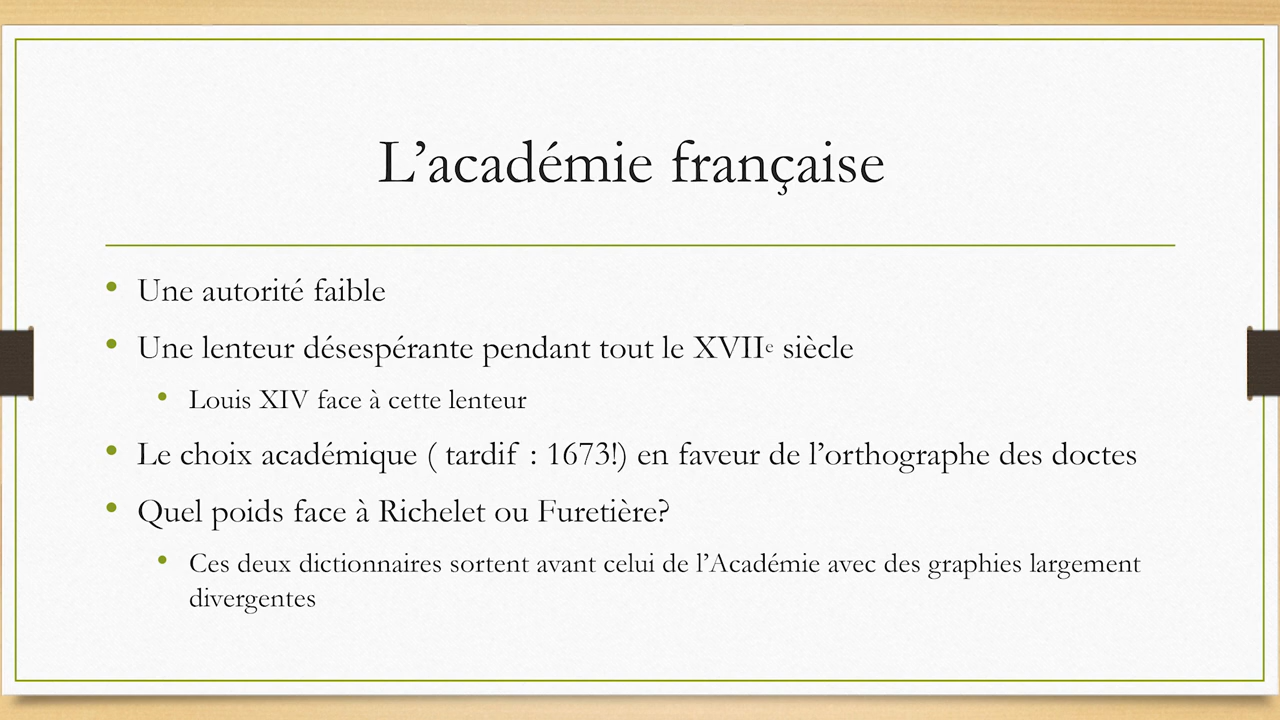 L’académie française
• Une autorité faible
• Une lenteur désespérante pendant tout le XVIIe siècle
• Louis XIV face à cette lenteur
• Le choix académique ( tardif : 1673!) en faveur de l’orthographe des doctes
• Quel poids face à Richelet ou Furetière?
• Ces deux dictionnaires sortent avant celui de l’Académie avec des graphies largement
divergentes